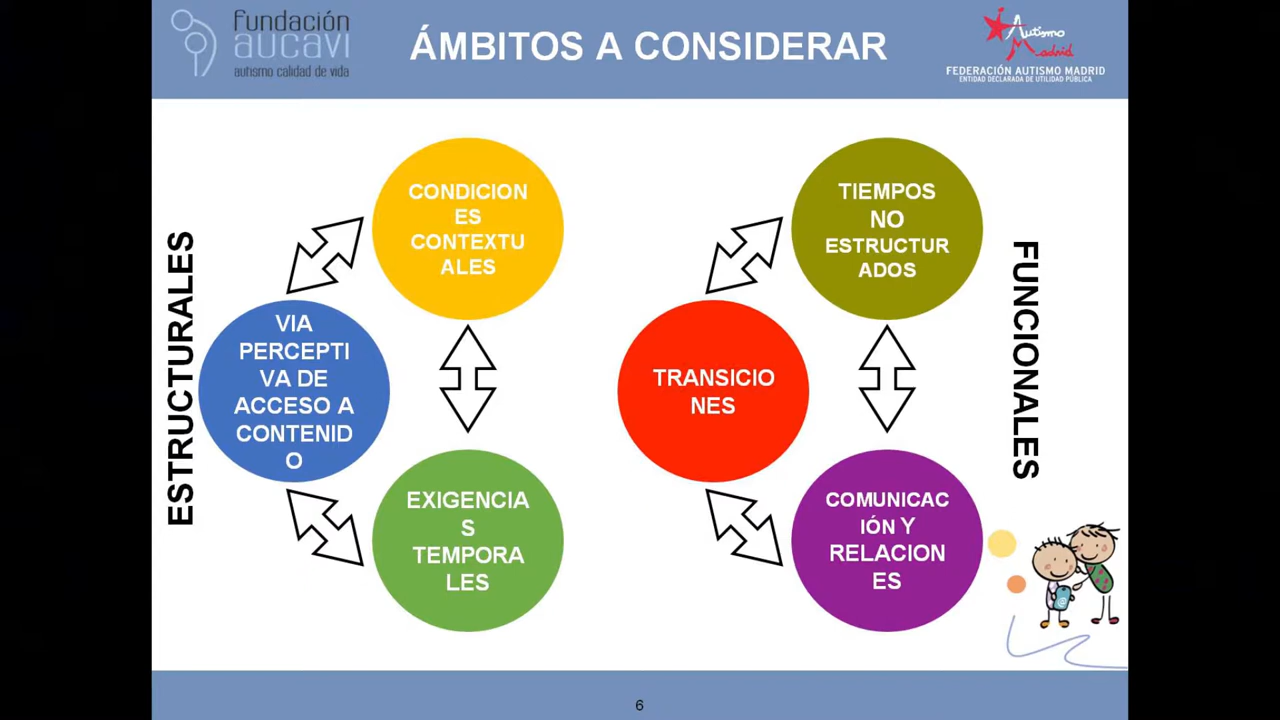 fundación
aucavi
autismo calidad de vida
ÁMBITOS A CONSIDERAR
Autismo
Madrid
FEDERACIÓN AUTISMO MADRID
ENTIDAD DECLARADA DE UTILIDAD PÚBLICA
ESTRUCTURALES
CONDICION
ES
CONTEXTU
ALES
VIA
PERCEPTI
VA DE
ACCESO A
CONTENID
O
EXIGENCIA
S
TEMPORA
LES
TIEMPOS
NO
ESTRUCTUR
ADOS
TRANSICIO
NES
COMUNICAC
IÓN Y
RELACION
ES
FUNCIONALES
6